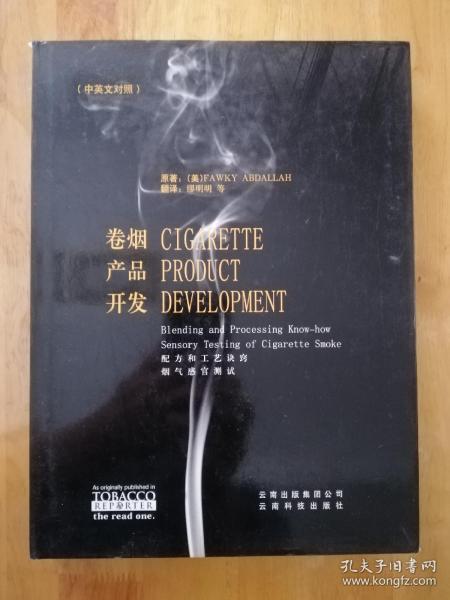 （中英文对照）
原著：(美)FAWKY ABDALLAH
翻译：缪明明 等
卷烟 CIGARETTE
产品 PRODUCT
开发 DEVELOPMENT
Blending and Processing Know-how
Sensory Testing of Cigarette Smoke
配方和工艺诀窍
烟气感官测试
As originally published in
TOBACCO
REPORTER
the read one.
云南出版集团公司
云南科技出版社
孔夫子旧书网
www.kongfz.com